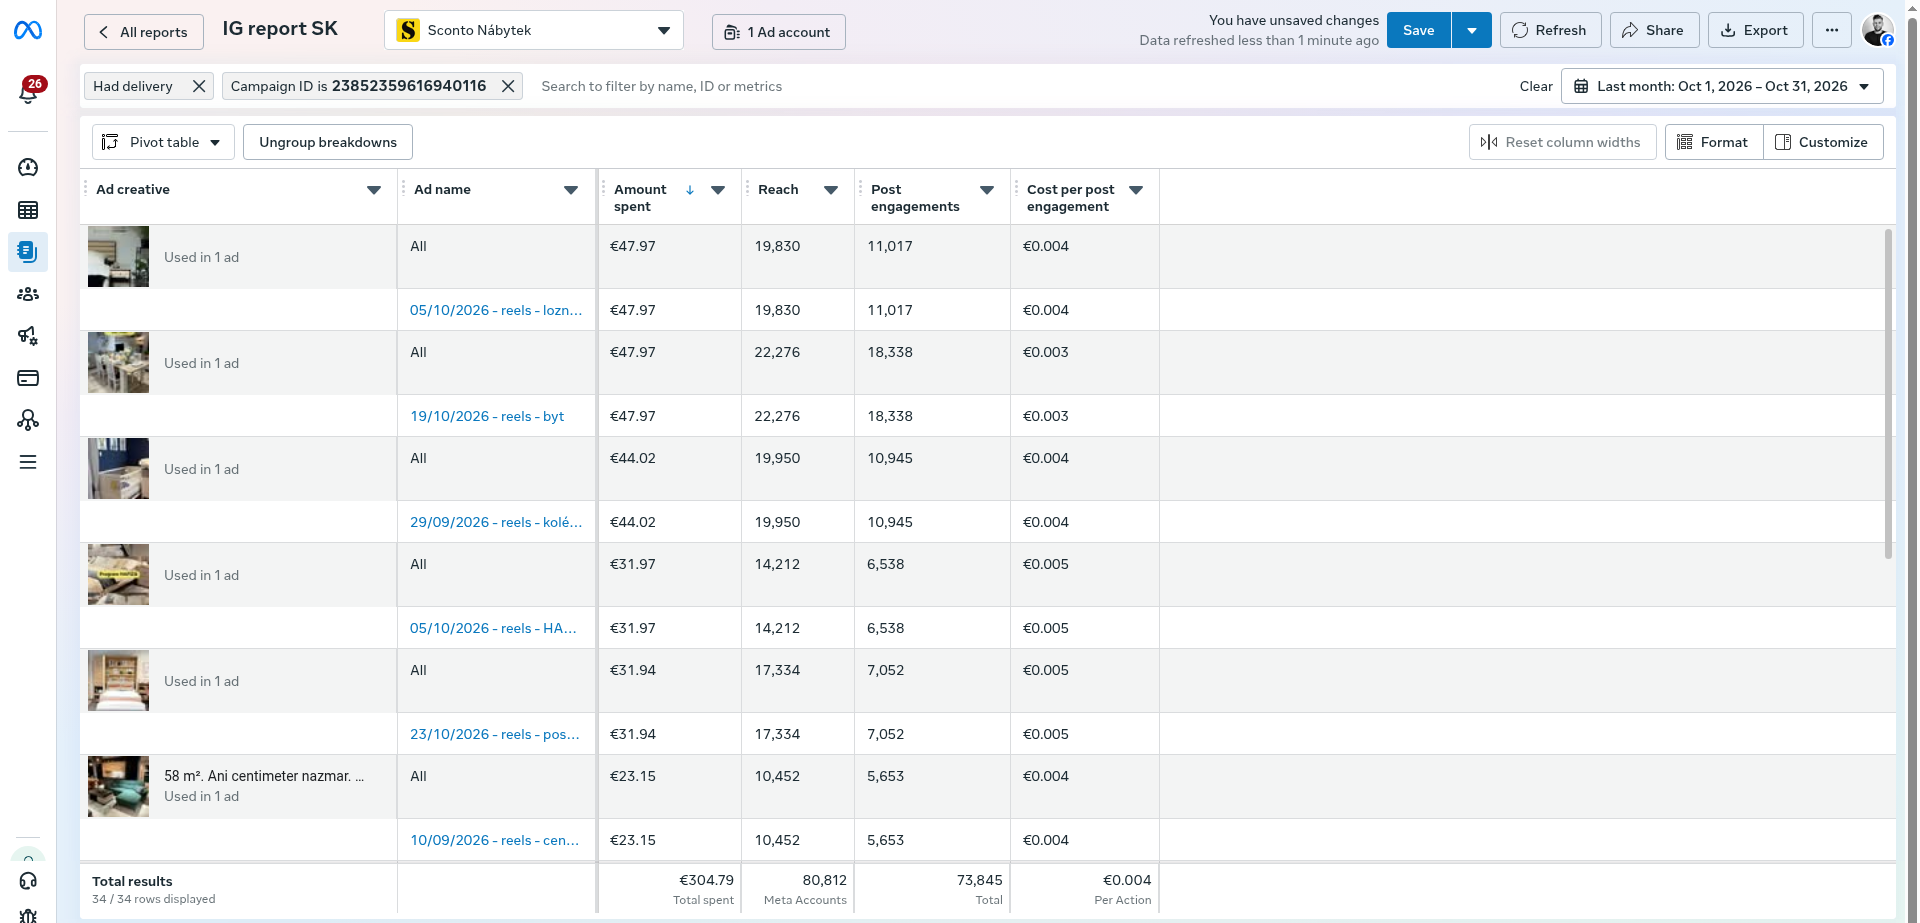 All reports
IG report SK
Sconto Nábytek
1 Ad account
You have unsaved changes
Data refreshed less than 1 minute ago
Save
Refresh
Share
Export
26
Had delivery
Campaign ID is 23852359616940116
Search to filter by name, ID or metrics
Clear
Last month: Oct 1, 2026 – Oct 31, 2026
Pivot table
Ungroup breakdowns
Reset column widths
Format
Customize
Ad creative
Ad name
Amount spent
Reach
Post engagements
Cost per post engagement
Used in 1 ad
All
€47.97
19,830
11,017
€0.004
05/10/2026 - reels - lozn...
€47.97
19,830
11,017
€0.004
Used in 1 ad
All
€47.97
22,276
18,338
€0.003
19/10/2026 - reels - byt
€47.97
22,276
18,338
€0.003
Used in 1 ad
All
€44.02
19,950
10,945
€0.004
29/09/2026 - reels - kolé...
€44.02
19,950
10,945
€0.004
Used in 1 ad
All
€31.97
14,212
6,538
€0.005
05/10/2026 - reels - HA...
€31.97
14,212
6,538
€0.005
Used in 1 ad
All
€31.94
17,334
7,052
€0.005
23/10/2026 - reels - pos...
€31.94
17,334
7,052
€0.005
58 m². Ani centimeter nazmar. ...
Used in 1 ad
All
€23.15
10,452
5,653
€0.004
10/09/2026 - reels - cen...
€23.15
10,452
5,653
€0.004
Total results
34 / 34 rows displayed
€304.79
Total spent
80,812
Meta Accounts
73,845
Total
€0.004
Per Action